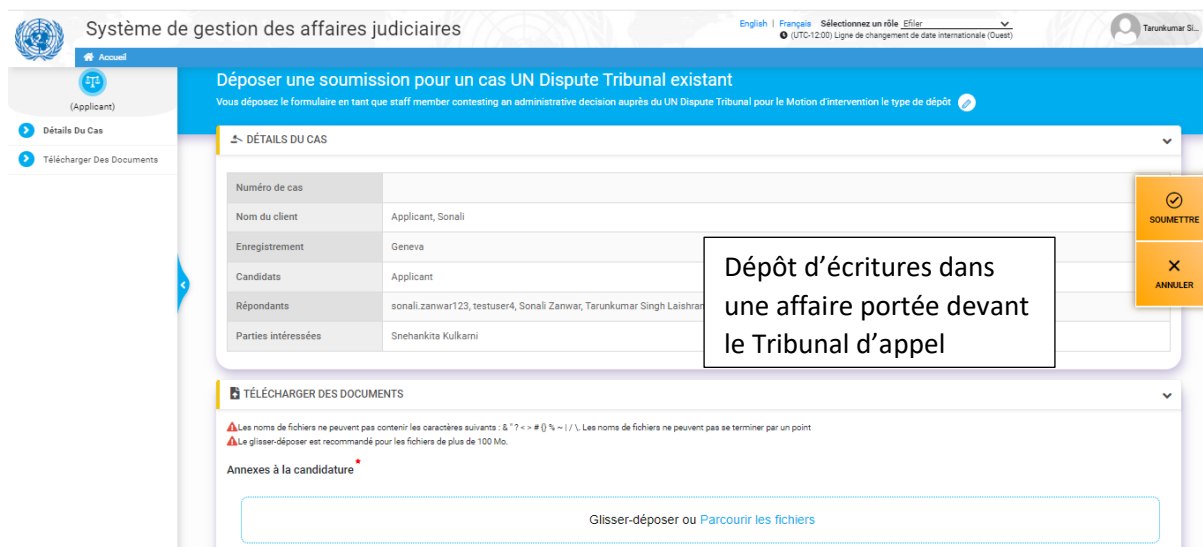 Système de gestion des affaires judiciaires
English | Français Sélectionnez un rôle Efiler
(UTC-12:00) Ligne de changement de date internationale (Ouest)
Tarunkumar Si...
Accueil
(Applicant)
Détails Du Cas
Télécharger Des Documents
Déposer une soumission pour un cas UN Dispute Tribunal existant
Vous déposez le formulaire en tant que staff member contesting an administrative decision auprès du UN Dispute Tribunal pour le Motion d'intervention le type de dépôt
DÉTAILS DU CAS
Numéro de cas
Nom du client Applicant, Sonali
Enregistrement Geneva
Candidats Applicant
Répondants sonali.zanwar123, testuser4, Sonali Zanwar, Tarunkumar Singh Laishram
Parties intéressées Snehankita Kulkarni
Dépôt d’écritures dans
une affaire portée devant
le Tribunal d’appel
SOUMETTRE
ANNULER
TÉLÉCHARGER DES DOCUMENTS
Les noms de fichiers ne peuvent pas contenir les caractères suivants : & " ? < > # {} % ~ | / \. Les noms de fichiers ne peuvent pas se terminer par un point
Le glisser-déposer est recommandé pour les fichiers de plus de 100 Mo.
Annexes à la candidature *
Glisser-déposer ou Parcourir les fichiers